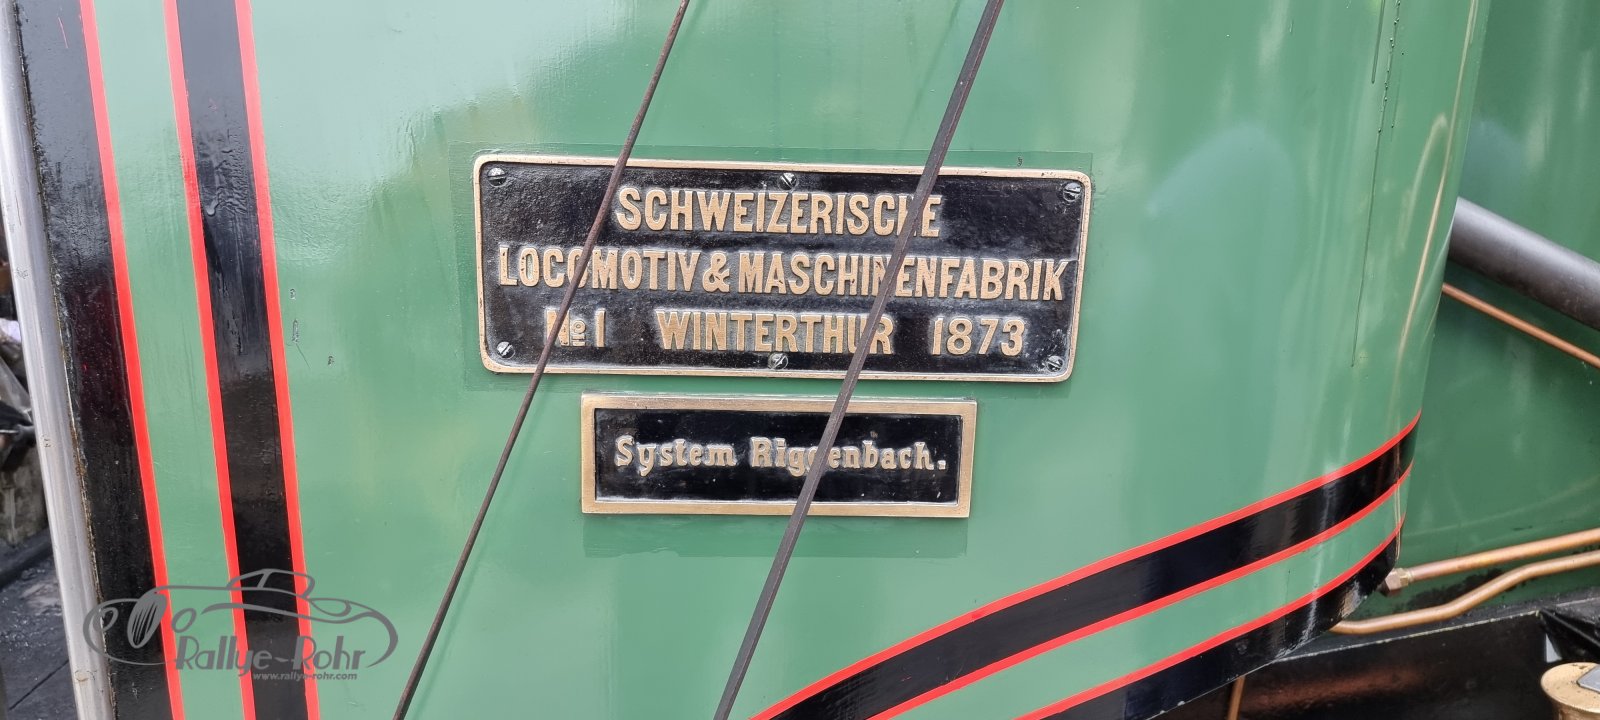 SCHWEIZERISCHE
LOCOMOTIV & MASCHINENFABRIK
No 1 WINTERTHUR 1873
System Riggenbach.
Rallye-Rohr
www.rallye-rohr.com